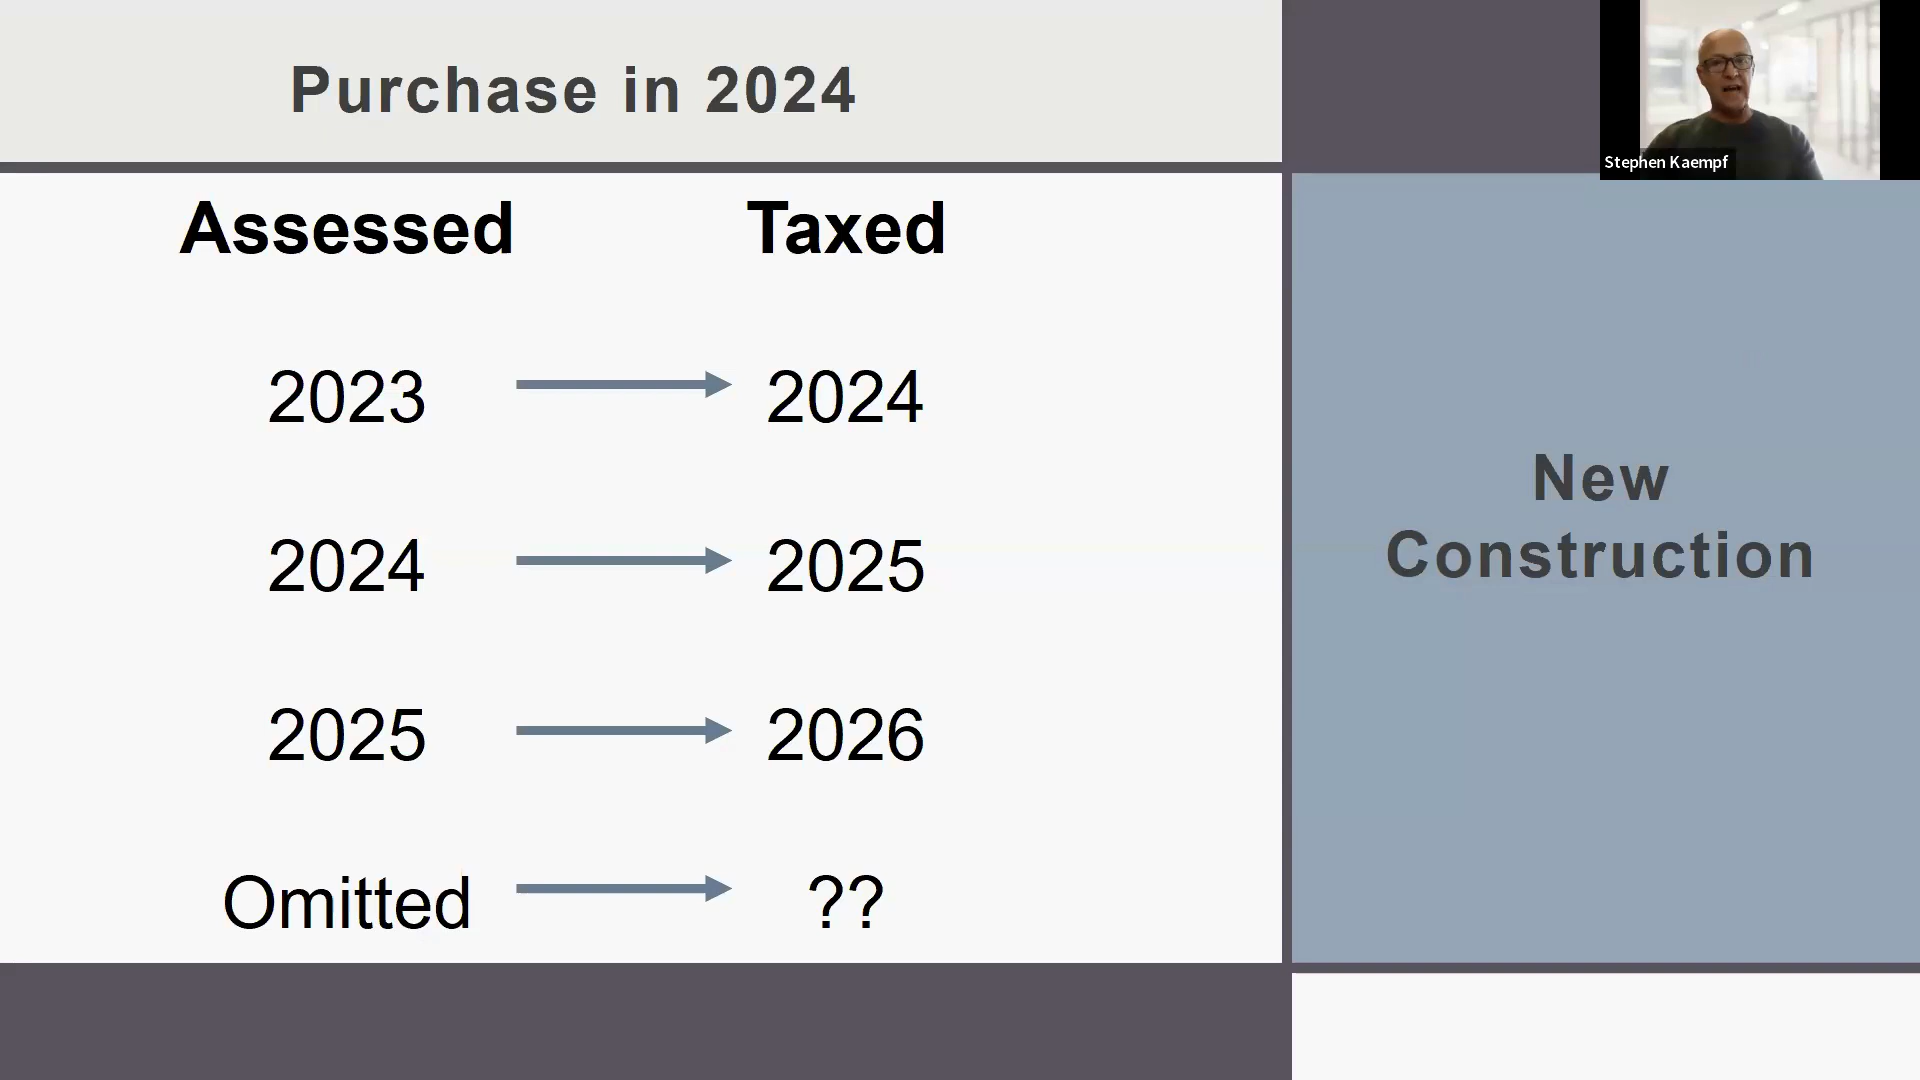 Purchase in 2024
Stephen Kaempf
Assessed Taxed
2023 2024
2024 2025
2025 2026
Omitted ??
New
Construction